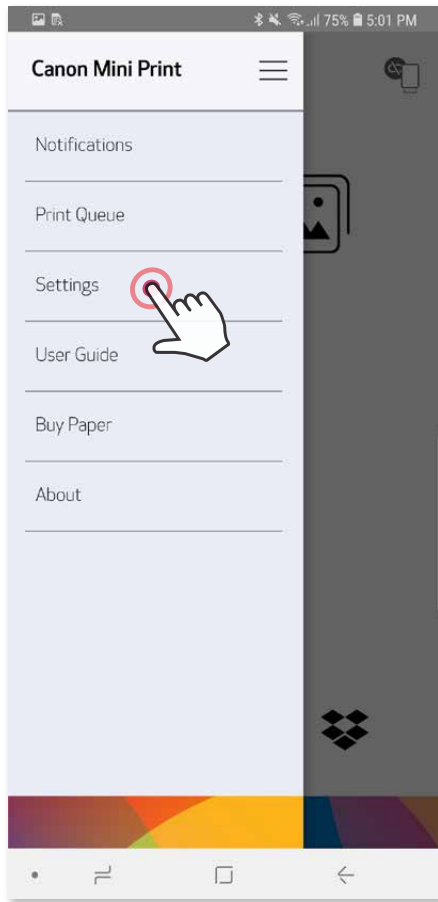 75% 5:01 PM
Canon Mini Print
Notifications
Print Queue
Settings
User Guide
Buy Paper
About